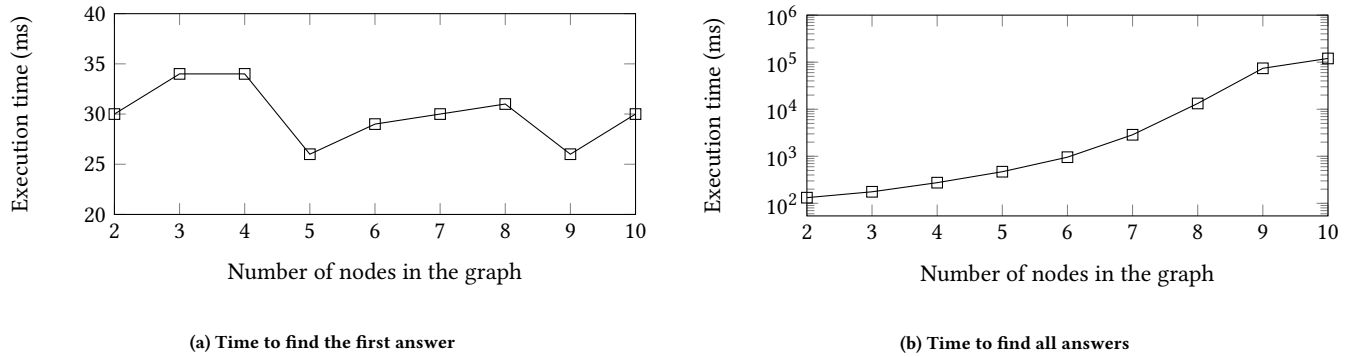 40
35
30
25
20
Execution time (ms)
2 3 4 5 6 7 8 9 10
Number of nodes in the graph
(a) Time to find the first answer
10^6
10^5
10^4
10^3
10^2
Execution time (ms)
2 3 4 5 6 7 8 9 10
Number of nodes in the graph
(b) Time to find all answers